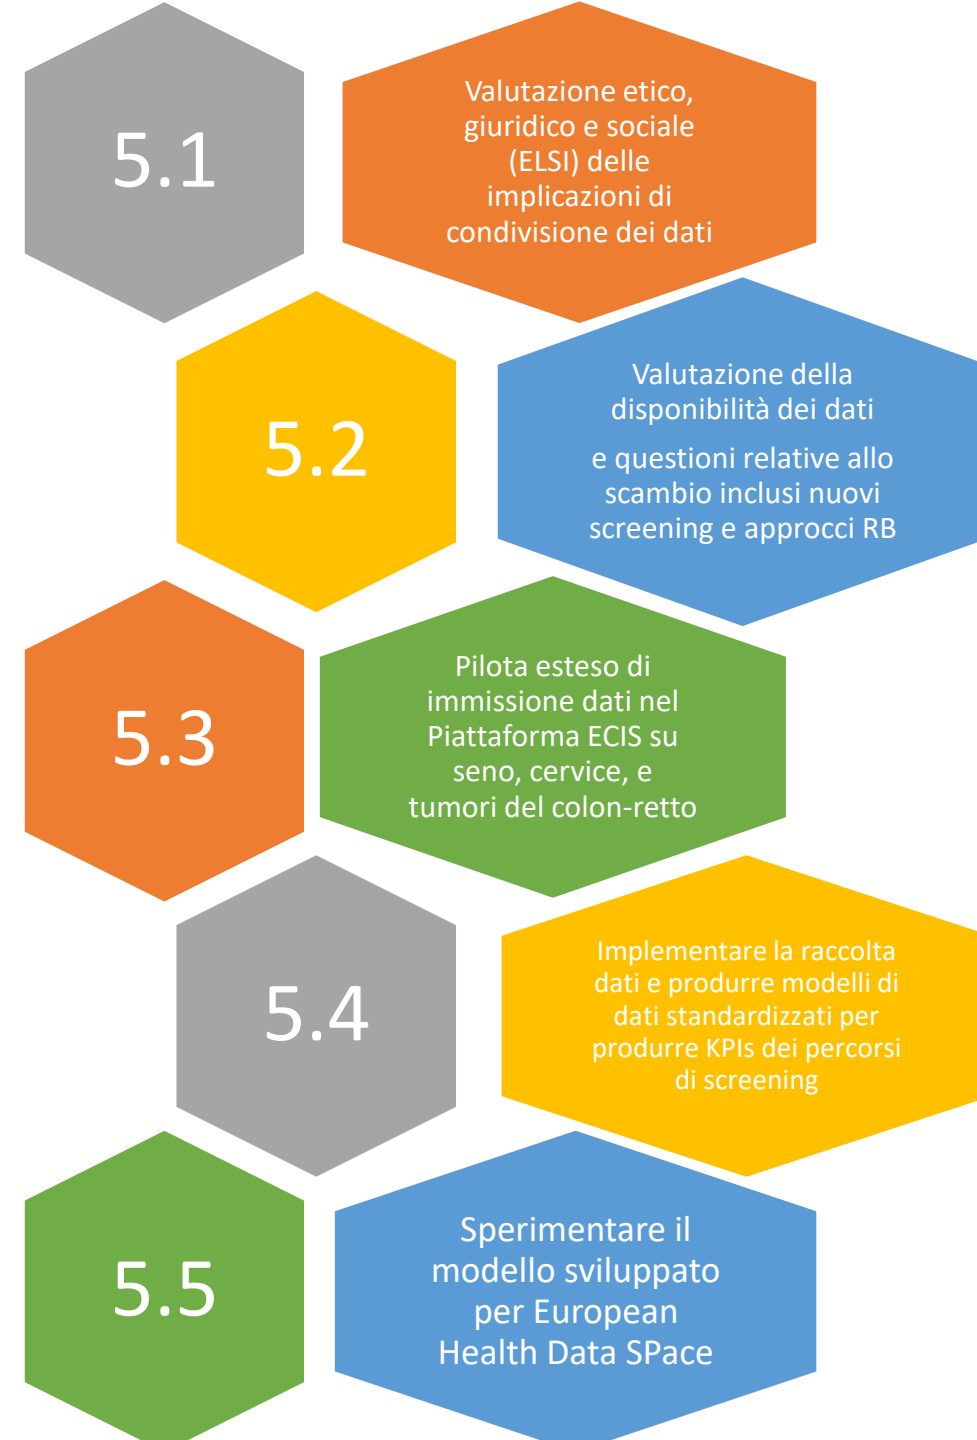 5.1
Valutazione etico,
giuridico e sociale
(ELSI) delle
implicazioni di
condivisione dei dati
5.2
Valutazione della
disponibilità dei dati
e questioni relative allo
scambio inclusi nuovi
screening e approcci RB
5.3
Pilota esteso di
immissione dati nel
Piattaforma ECIS su
seno, cervice, e
tumori del colon-retto
5.4
Implementare la raccolta
dati e produrre modelli di
dati standardizzati per
produrre KPIs dei percorsi
di screening
5.5
Sperimentare il
modello sviluppato
per European
Health Data SPace